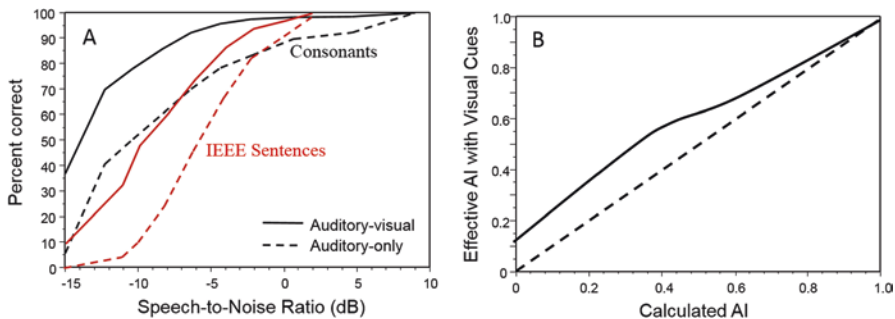 A
Percent correct
100
90
80
70
60
50
40
30
20
10
0
Consonants
IEEE Sentences
Auditory-visual
Auditory-only
-15
-10
-5
0
5
10
Speech-to-Noise Ratio (dB)
B
Effective AI with Visual Cues
1.0
0.8
0.6
0.4
0.2
0
0
0.2
0.4
0.6
0.8
1.0
Calculated AI